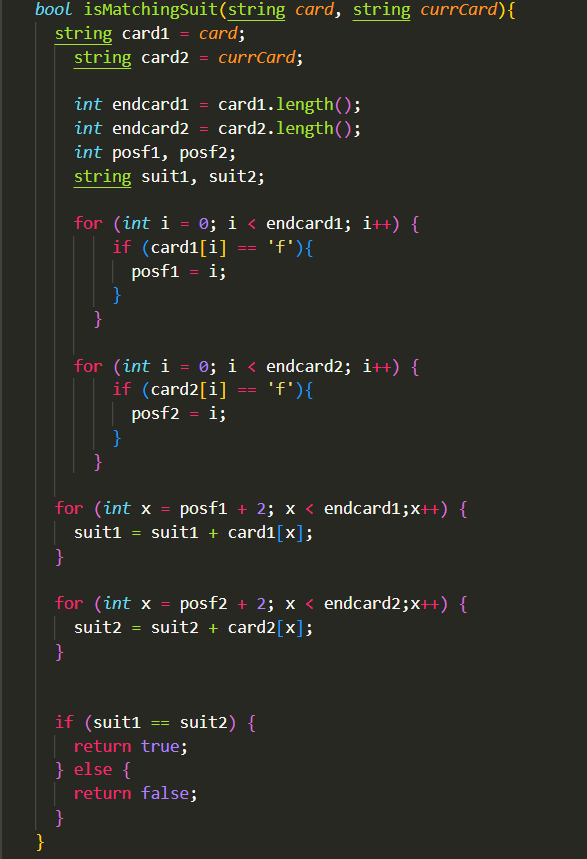 bool isMatchingSuit(string card, string currCard){
string card1 = card;
string card2 = currCard;
int endcard1 = card1.length();
int endcard2 = card2.length();
int posf1, posf2;
string suit1, suit2;
for (int i = 0; i < endcard1; i++) {
if (card1[i] == 'f'){
posf1 = i;
}
}
for (int i = 0; i < endcard2; i++) {
if (card2[i] == 'f'){
posf2 = i;
}
}
for (int x = posf1 + 2; x < endcard1;x++) {
suit1 = suit1 + card1[x];
}
for (int x = posf2 + 2; x < endcard2;x++) {
suit2 = suit2 + card2[x];
}
if (suit1 == suit2) {
return true;
} else {
return false;
}
}